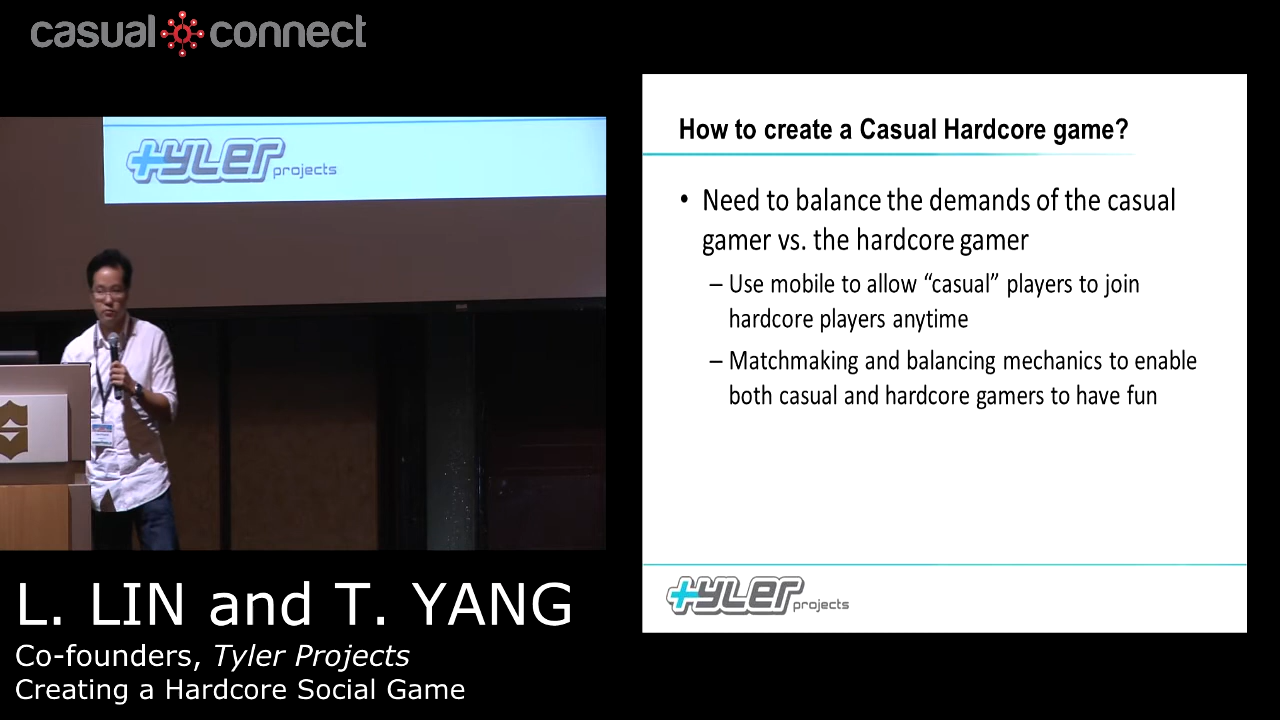 casual connect
tyler projects
How to create a Casual Hardcore game?
• Need to balance the demands of the casual
gamer vs. the hardcore gamer
– Use mobile to allow “casual” players to join
hardcore players anytime
– Matchmaking and balancing mechanics to enable
both casual and hardcore gamers to have fun
tyler projects
L. LIN and T. YANG
Co-founders, Tyler Projects
Creating a Hardcore Social Game